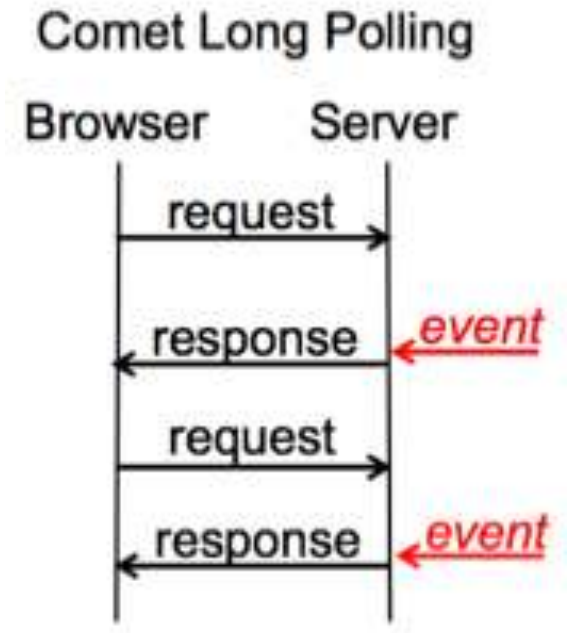 Comet Long Polling
Browser Server
request
event
response
request
event
response